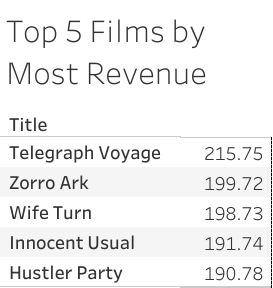 Top 5 Films by
Most Revenue
Title
Telegraph Voyage 215.75
Zorro Ark 199.72
Wife Turn 198.73
Innocent Usual 191.74
Hustler Party 190.78